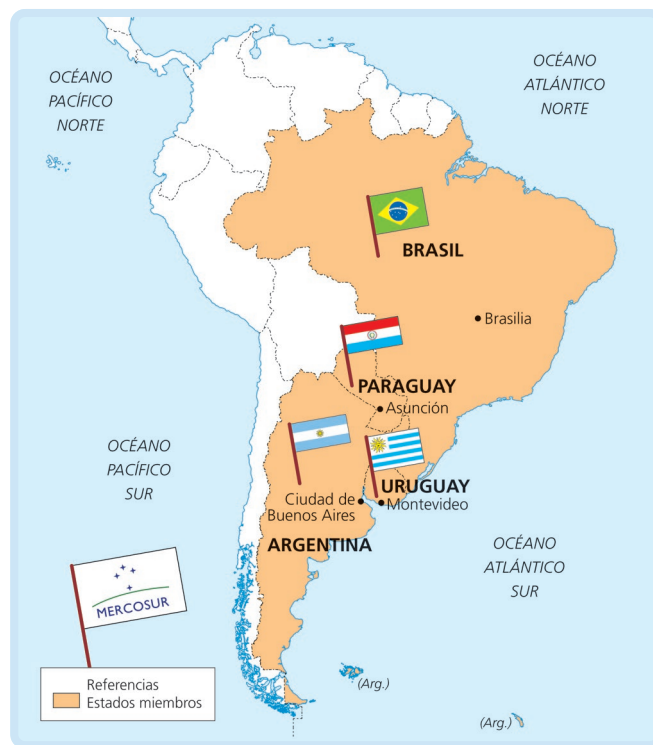 OCÉANO
PACÍFICO
NORTE
OCÉANO
ATLÁNTICO
NORTE
BRASIL
Brasilia
PARAGUAY
Asunción
OCÉANO
PACÍFICO
SUR
URUGUAY
Ciudad de
Buenos Aires
Montevideo
ARGENTINA
OCÉANO
ATLÁNTICO
SUR
MERCOSUR
Referencias
Estados miembros
(Arg.)
(Arg.)